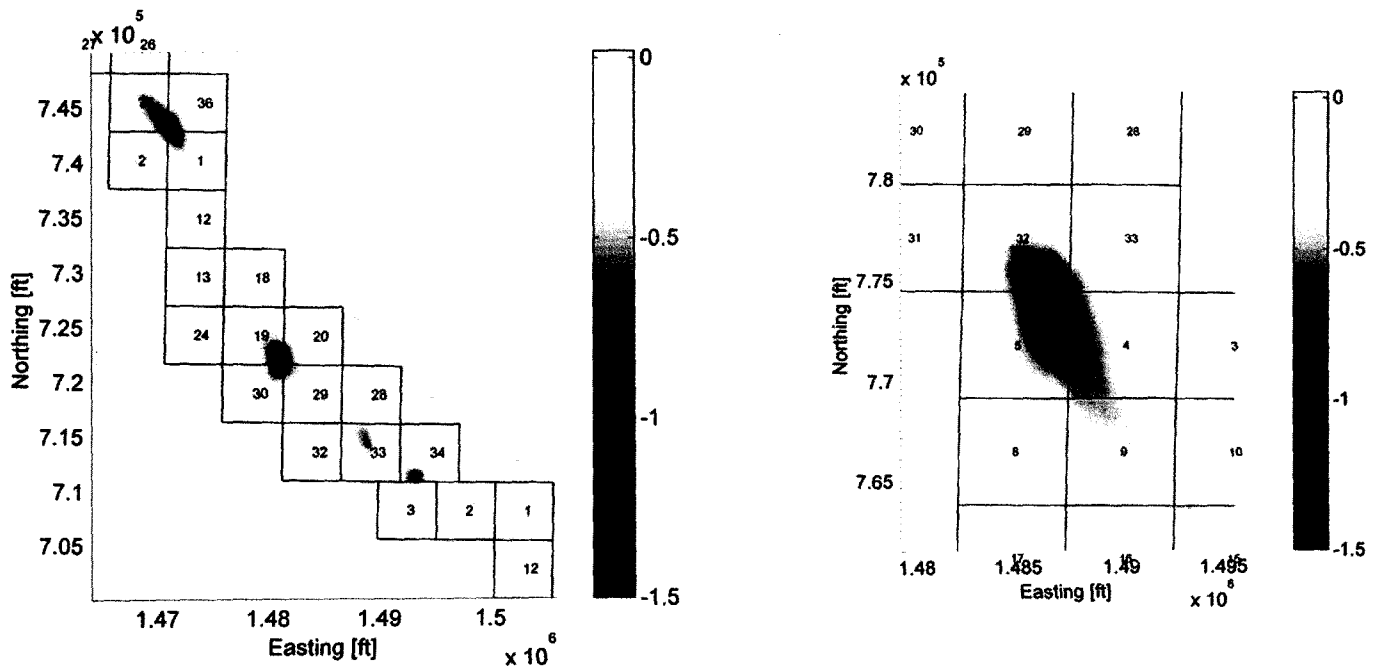 27 x 10^5 26
0
7.45
36
7.4
2 1
7.35
12
-0.5
7.3
13 18
7.25
24 19 20
7.2
30 29 28
-1
7.15
32 33 34
7.1
3 2 1
7.05
12
-1.5
1.47 1.48 1.49 1.5
Northing [ft]
Easting [ft]
x 10^6
x 10^5
0
30 29 28
7.8
31 32 33
-0.5
7.75
5 4 3
7.7
-1
8 9 10
7.65
-1.5
17 16 15
1.48 1.485 1.49 1.495
Northing [ft]
Easting [ft]
x 10^6